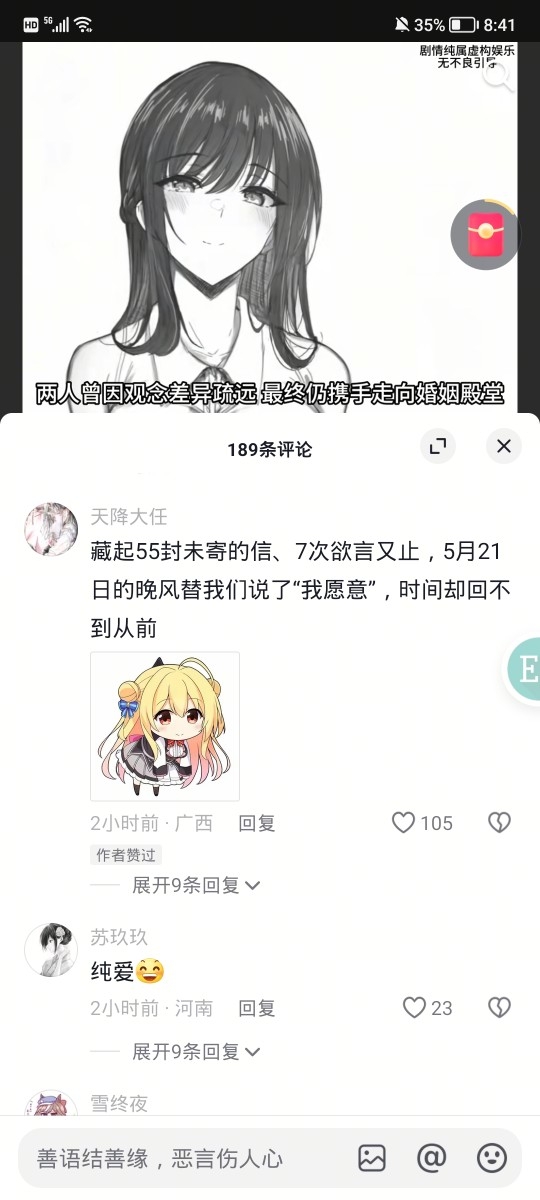 HD 5G 35% 8:41
剧情纯属虚构娱乐
无不良引导
两人曾因观念差异疏远 最终仍携手走向婚姻殿堂
189条评论
天降大任
藏起55封未寄的信、7次欲言又止，5月21
日的晚风替我们说了“我愿意”，时间却回不
到从前
E
2小时前 · 广西 回复 105
作者赞过
展开9条回复
苏玖玖
纯爱
2小时前 · 河南 回复 23
展开9条回复
雪终夜
善语结善缘，恶言伤人心
@